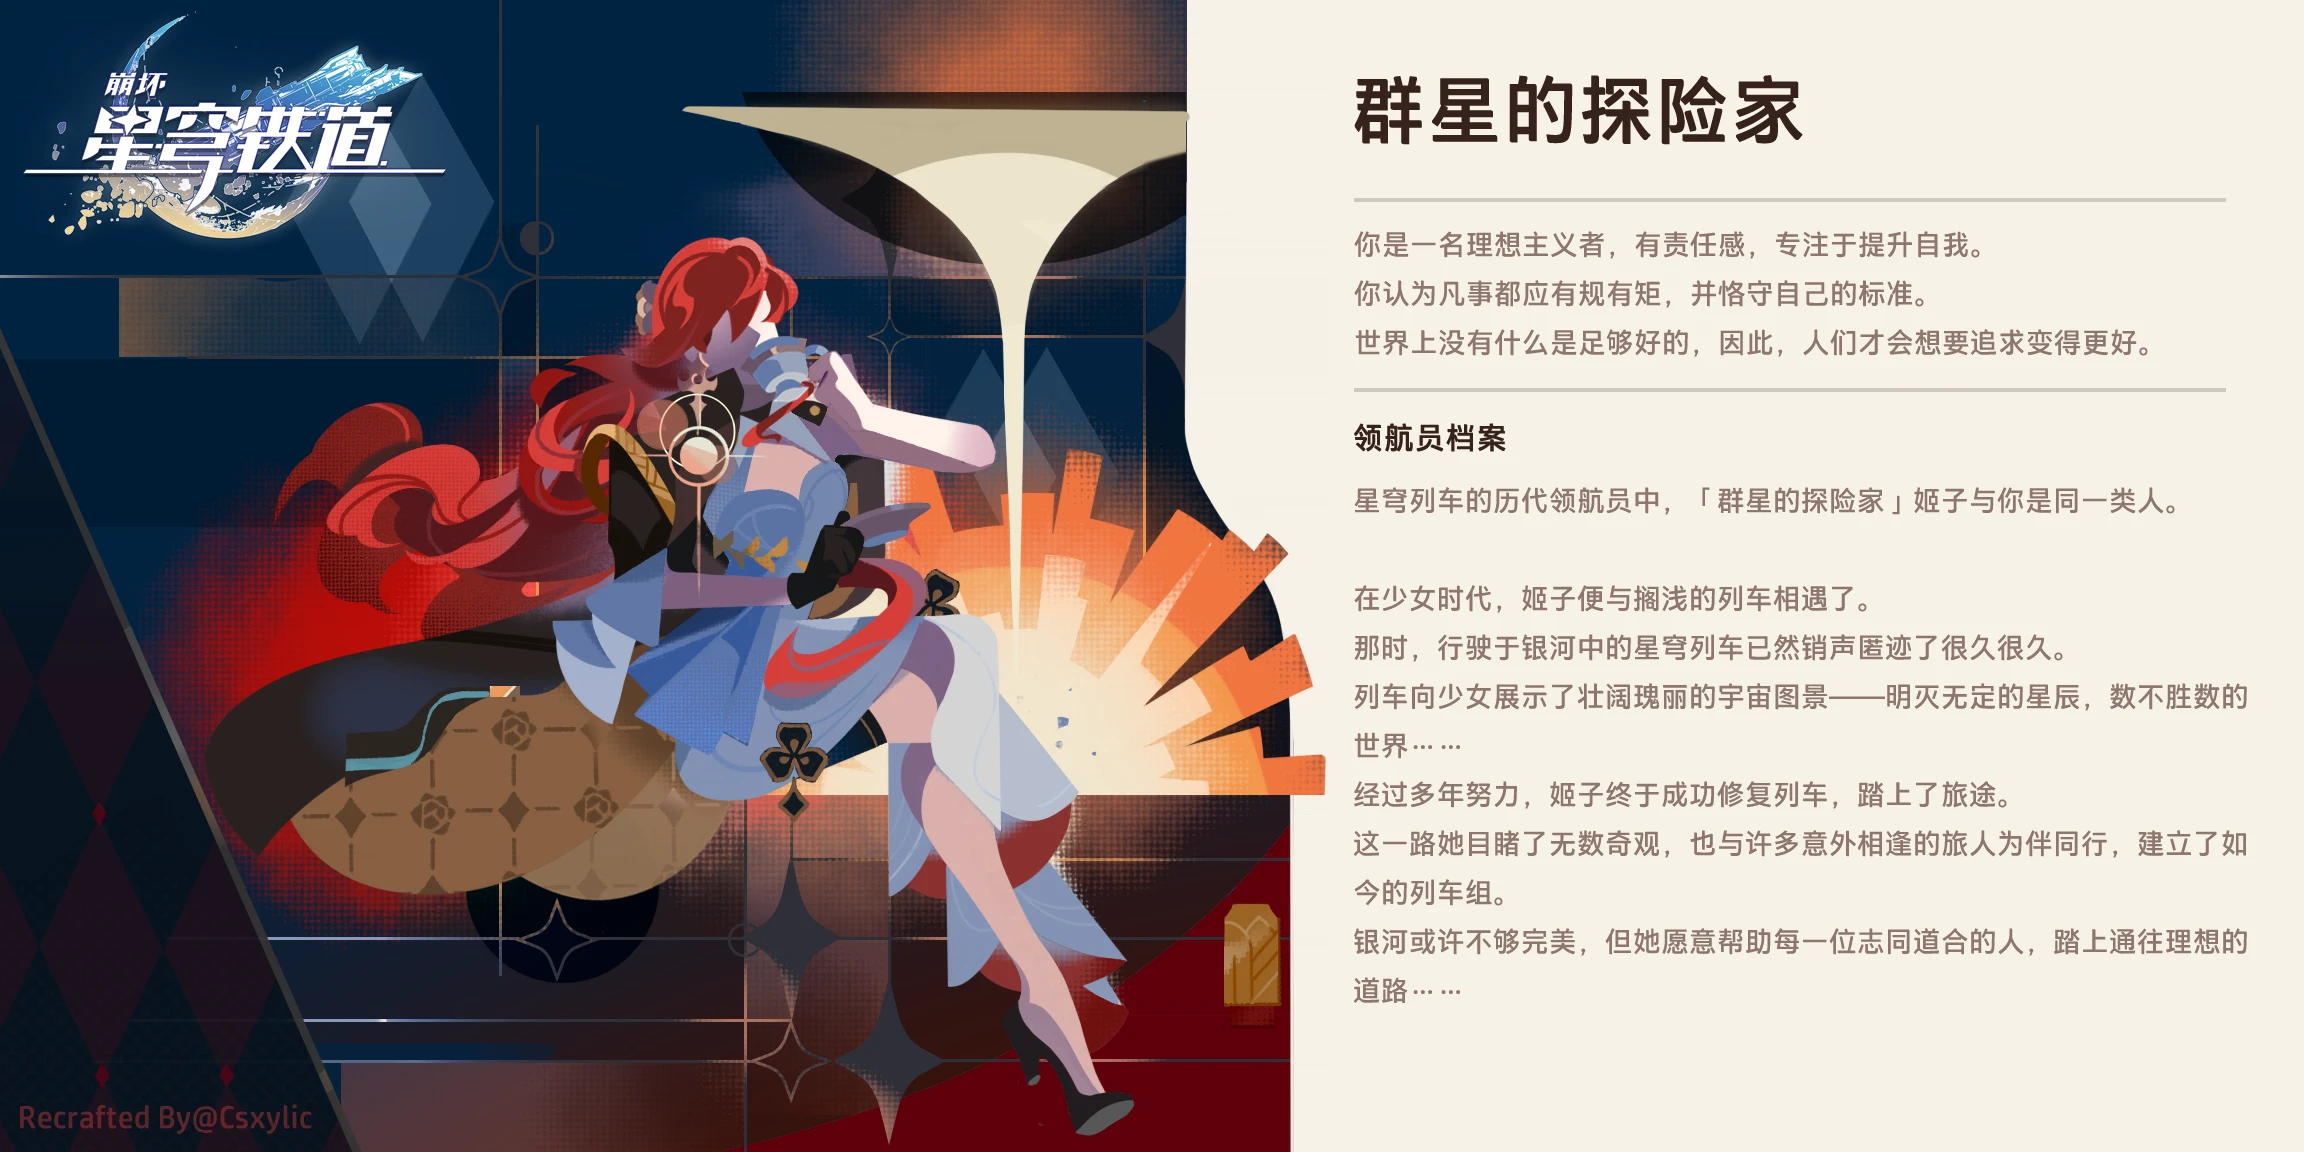 崩坏
星穹铁道
群星的探险家
你是一名理想主义者，有责任感，专注于提升自我。
你认为凡事都应有规有矩，并恪守自己的标准。
世界上没有什么是足够好的，因此，人们才会想要追求变得更好。
领航员档案
星穹列车的历代领航员中，「群星的探险家」姬子与你是同一类人。
在少女时代，姬子便与搁浅的列车相遇了。
那时，行驶于银河中的星穹列车已然销声匿迹了很久很久。
列车向少女展示了壮阔瑰丽的宇宙图景——明灭无定的星辰，数不胜数的
世界……
经过多年努力，姬子终于成功修复列车，踏上了旅途。
这一路她目睹了无数奇观，也与许多意外相逢的旅人为伴同行，建立了如
今的列车组。
银河或许不够完美，但她愿意帮助每一位志同道合的人，踏上通往理想的
道路……
Recrafted By@Csxylic